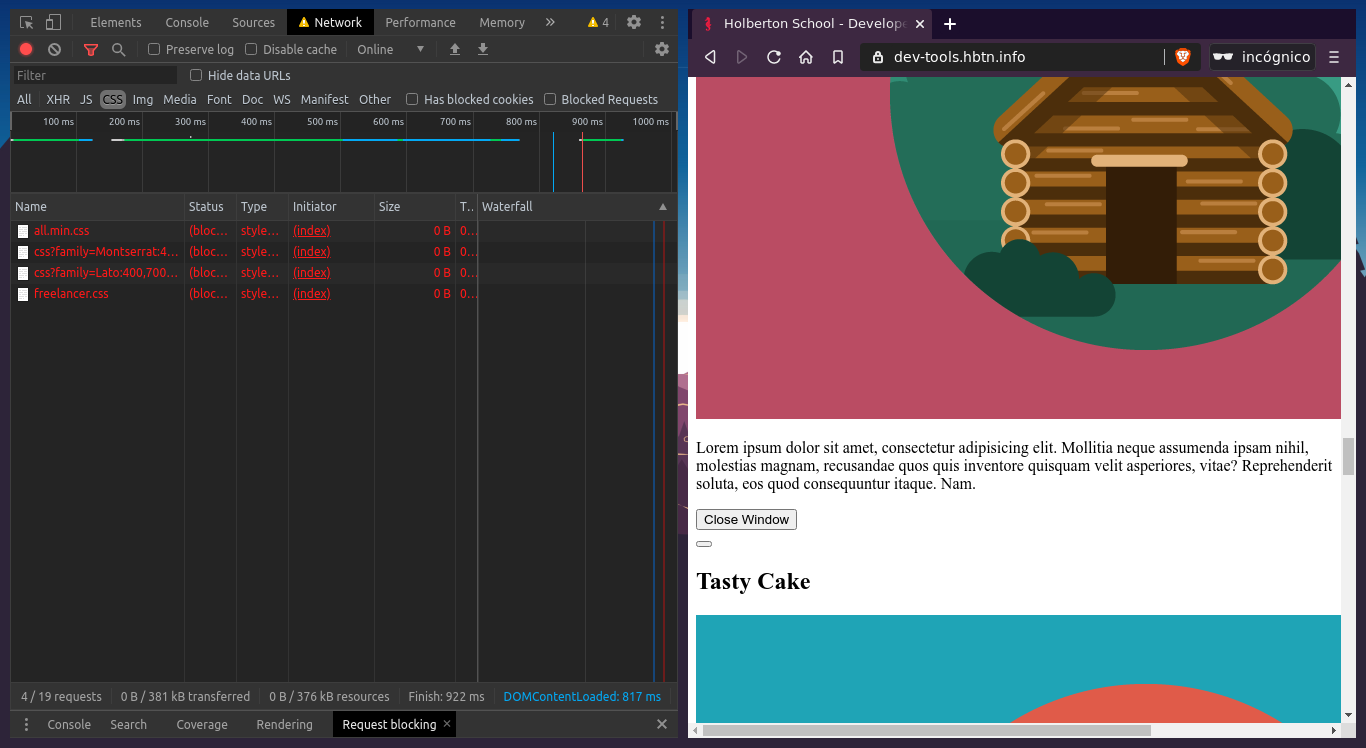 Elements Console Sources Network Performance Memory » 4
Preserve log Disable cache Online
Filter Hide data URLs
All XHR JS CSS Img Media Font Doc WS Manifest Other Has blocked cookies Blocked Requests
100 ms 200 ms 300 ms 400 ms 500 ms 600 ms 700 ms 800 ms 900 ms 1000 ms
Name Status Type Initiator Size T.. Waterfall
all.min.css (bloc… style… (index) 0 B 0…
css?family=Montserrat:4… (bloc… style… (index) 0 B 0…
css?family=Lato:400,700… (bloc… style… (index) 0 B 0…
freelancer.css (bloc… style… (index) 0 B 0…
4 / 19 requests 0 B / 381 kB transferred 0 B / 376 kB resources Finish: 922 ms DOMContentLoaded: 817 ms
Console Search Coverage Rendering Request blocking ×
Holberton School - Develope
dev-tools.hbtn.info incógnico
Lorem ipsum dolor sit amet, consectetur adipisicing elit. Mollitia neque assumenda ipsam nihil,
molestias magnam, recusandae quos quis inventore quisquam velit asperiores, vitae? Reprehenderit
soluta, eos quod consequuntur itaque. Nam.
Close Window
Tasty Cake